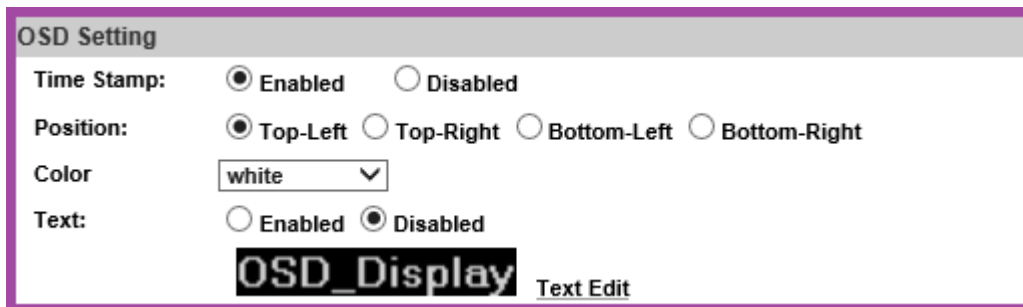 OSD Setting
Time Stamp: Enabled Disabled
Position: Top-Left Top-Right Bottom-Left Bottom-Right
Color white
Text: Enabled Disabled
OSD_Display Text Edit